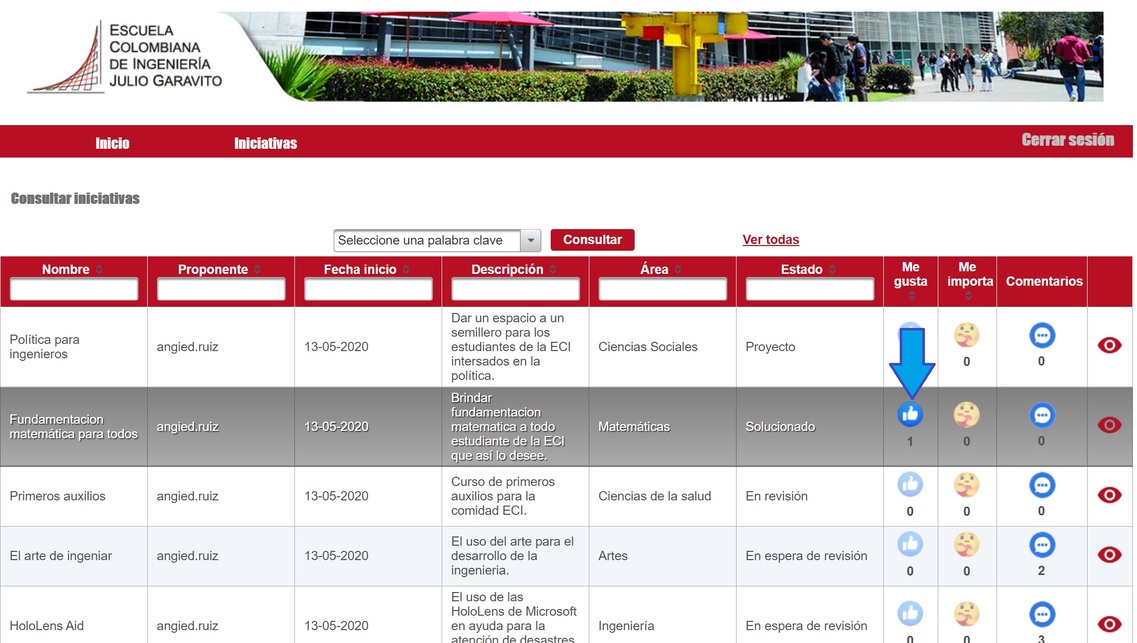 ESCUELA
COLOMBIANA
DE INGENIERÍA
JULIO GARAVITO
Inicio
Iniciativas
Cerrar sesión
Consultar iniciativas
Seleccione una palabra clave
Consultar
Ver todas
Nombre
Proponente
Fecha inicio
Descripción
Área
Estado
Me
gusta
Me
importa
Comentarios
Política para
ingenieros
angied.ruiz
13-05-2020
Dar un espacio a un
semillero para los
estudiantes de la ECI
intersados en la
política.
Ciencias Sociales
Proyecto
0
0
Fundamentacion
matemática para todos
angied.ruiz
13-05-2020
Brindar
fundamentacion
matematica a todo
estudiante de la ECI
que así lo desee.
Matemáticas
Solucionado
1
0
0
Primeros auxilios
angied.ruiz
13-05-2020
Curso de primeros
auxilios para la
comidad ECI.
Ciencias de la salud
En revisión
0
0
0
El arte de ingeniar
angied.ruiz
13-05-2020
El uso del arte para el
desarrollo de la
ingenieria.
Artes
En espera de revisión
0
0
2
HoloLens Aid
angied.ruiz
13-05-2020
El uso de las
HoloLens de Microsoft
en ayuda para la
atención de desastres
Ingeniería
En espera de revisión
0
0
3